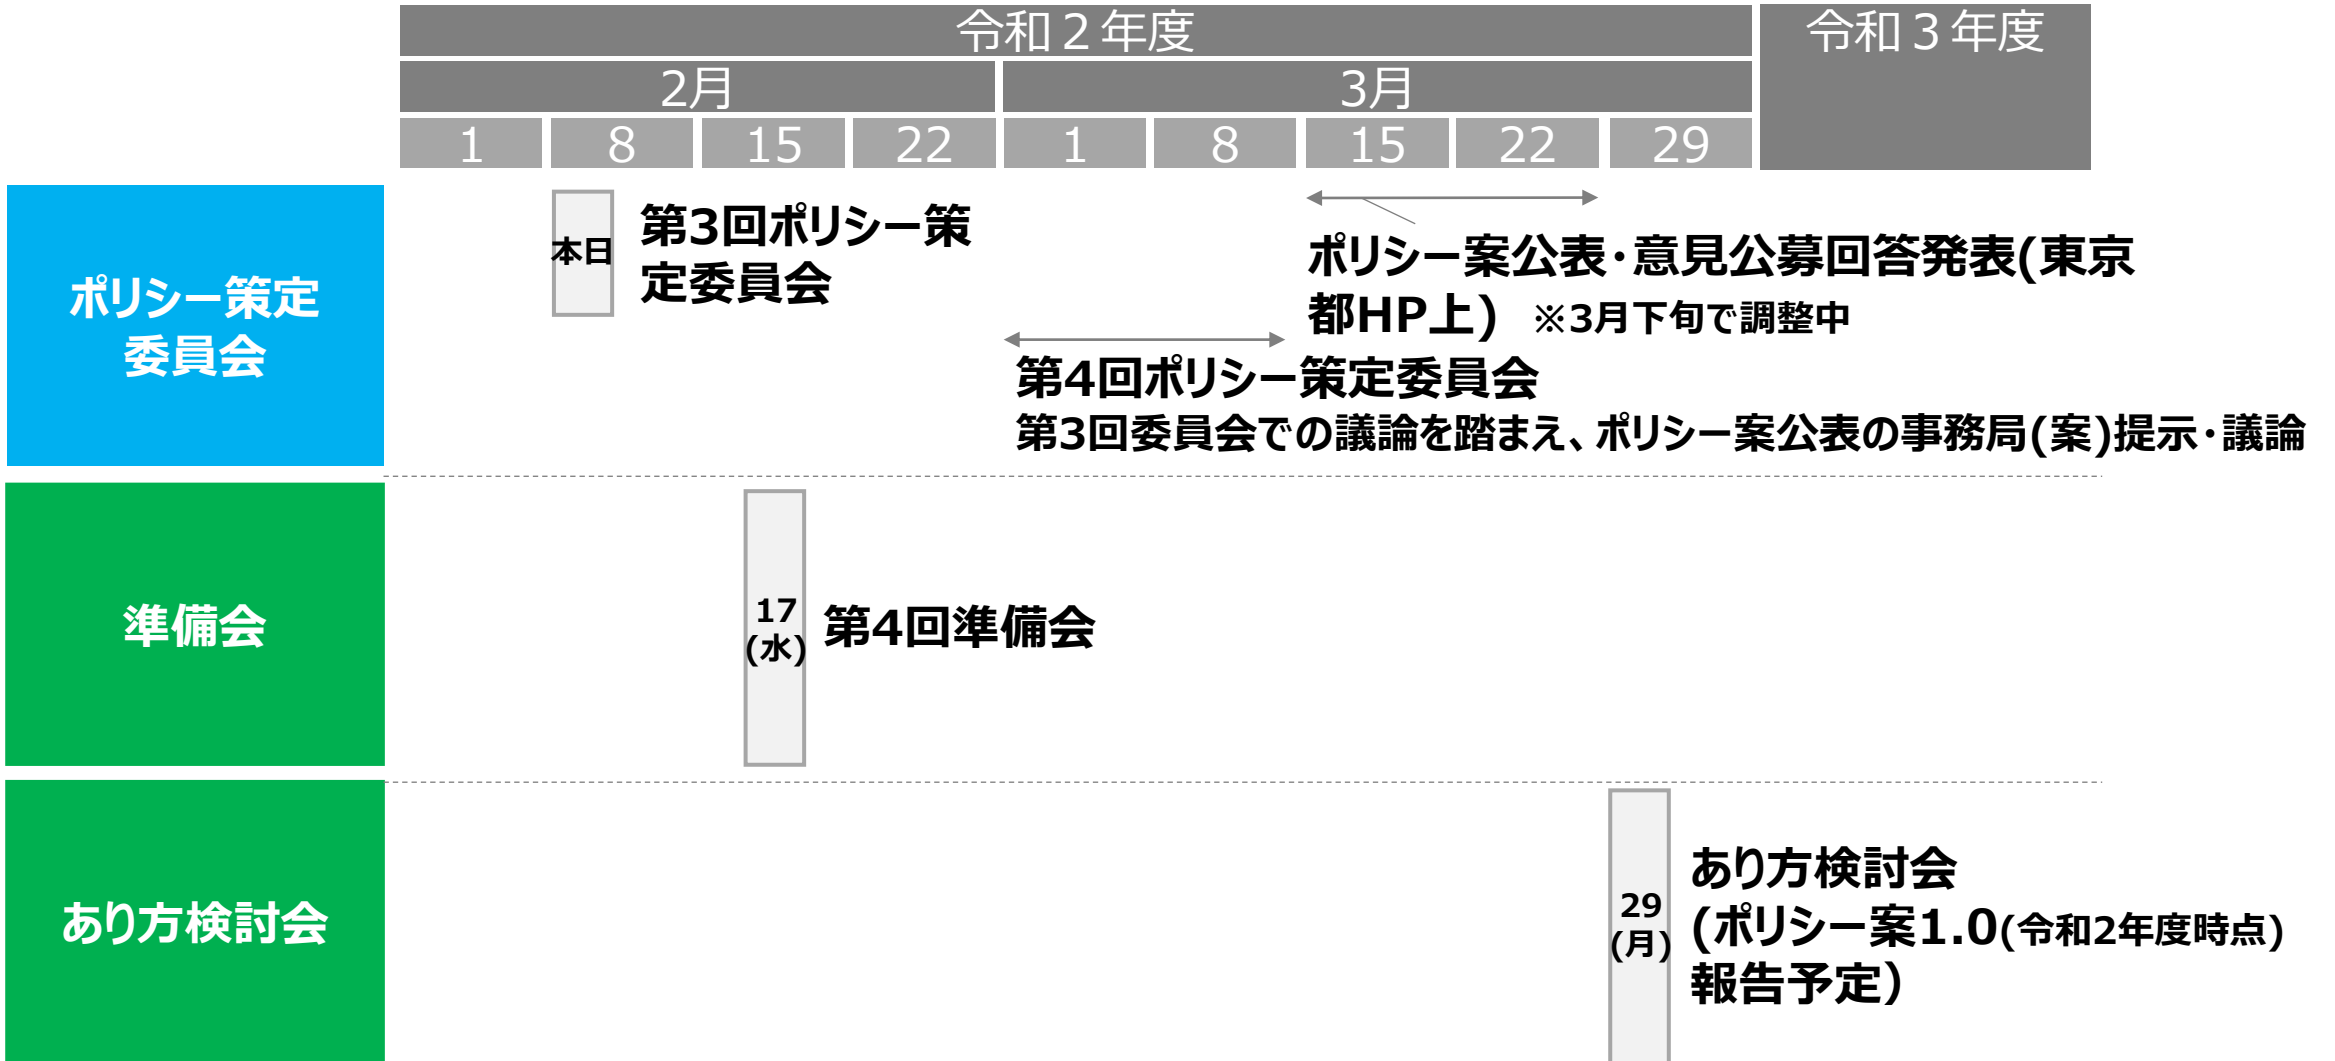 令和２年度
令和３年度
2月
3月
1
8
15
22
1
8
15
22
29
ポリシー策定
委員会
本日
第3回ポリシー策
定委員会
ポリシー案公表･意見公募回答発表(東京
都HP上) ※3月下旬で調整中
第4回ポリシー策定委員会
第3回委員会での議論を踏まえ、ポリシー案公表の事務局(案)提示･議論
準備会
17
(水)
第4回準備会
あり方検討会
29
(月)
あり方検討会
(ポリシー案1.0(令和2年度時点)
報告予定)